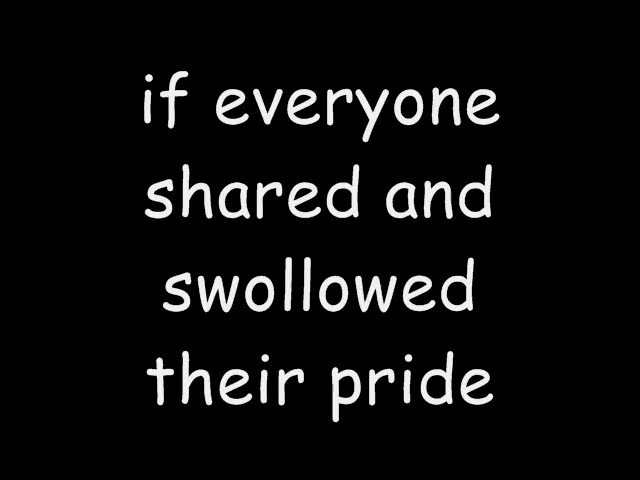 if everyone
shared and
swollowed
their pride